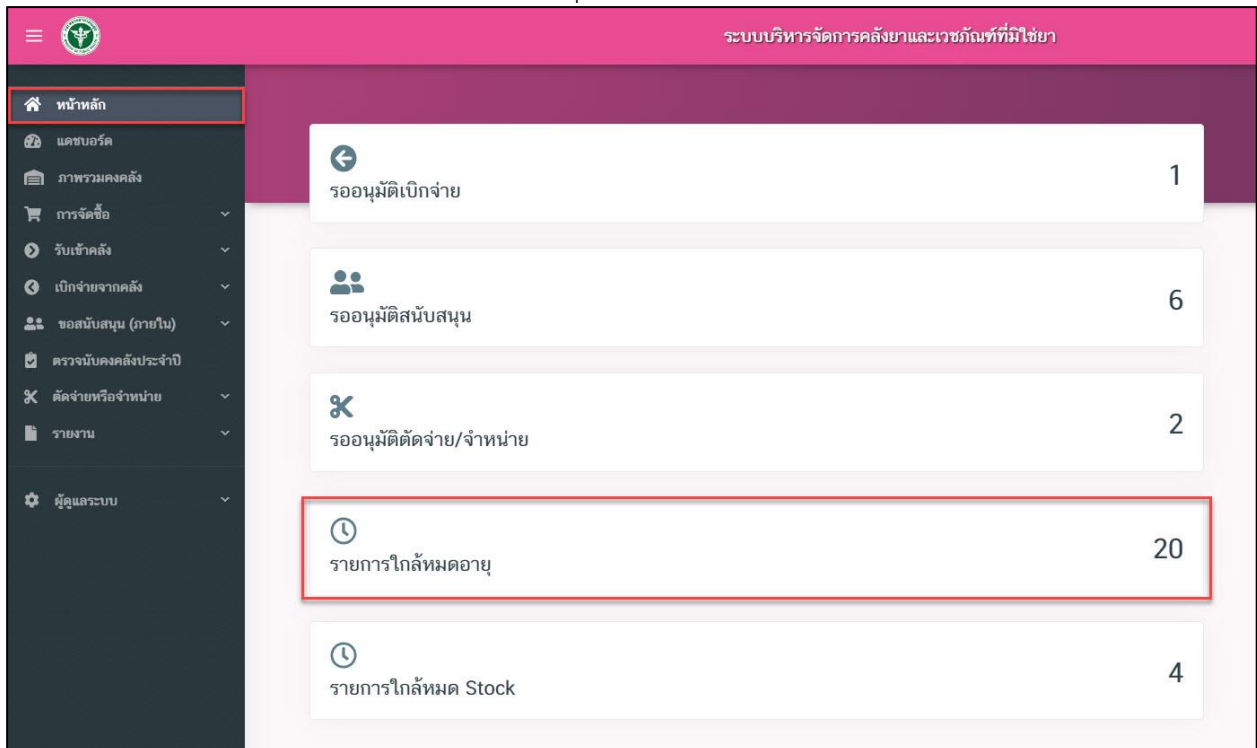 ระบบบริหารจัดการคลังยาและเวชภัณฑ์ที่มิใช่ยา
หน้าหลัก
แดชบอร์ด
ภาพรวมคงคลัง
การจัดซื้อ
รับเข้าคลัง
เบิกจ่ายจากคลัง
ขอสนับสนุน (ภายใน)
ตรวจนับคงคลังประจำปี
ตัดจ่ายหรือจำหน่าย
รายงาน
ผู้ดูแลระบบ
รออนุมัติเบิกจ่าย 1
รออนุมัติสนับสนุน 6
รออนุมัติตัดจ่าย/จำหน่าย 2
รายการใกล้หมดอายุ 20
รายการใกล้หมด Stock 4